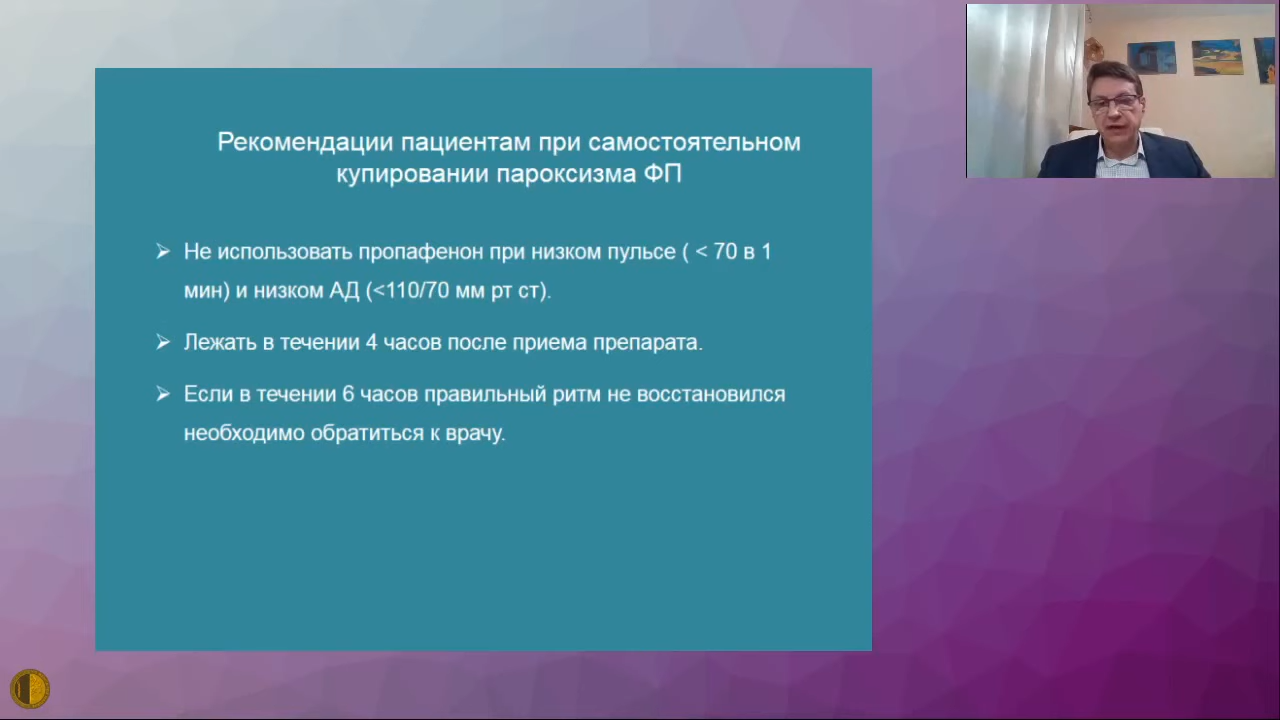 Рекомендации пациентам при самостоятельном
купировании пароксизма ФП
➢ Не использовать пропафенон при низком пульсе ( < 70 в 1
мин) и низком АД (<110/70 мм рт ст).
➢ Лежать в течении 4 часов после приема препарата.
➢ Если в течении 6 часов правильный ритм не восстановился
необходимо обратиться к врачу.